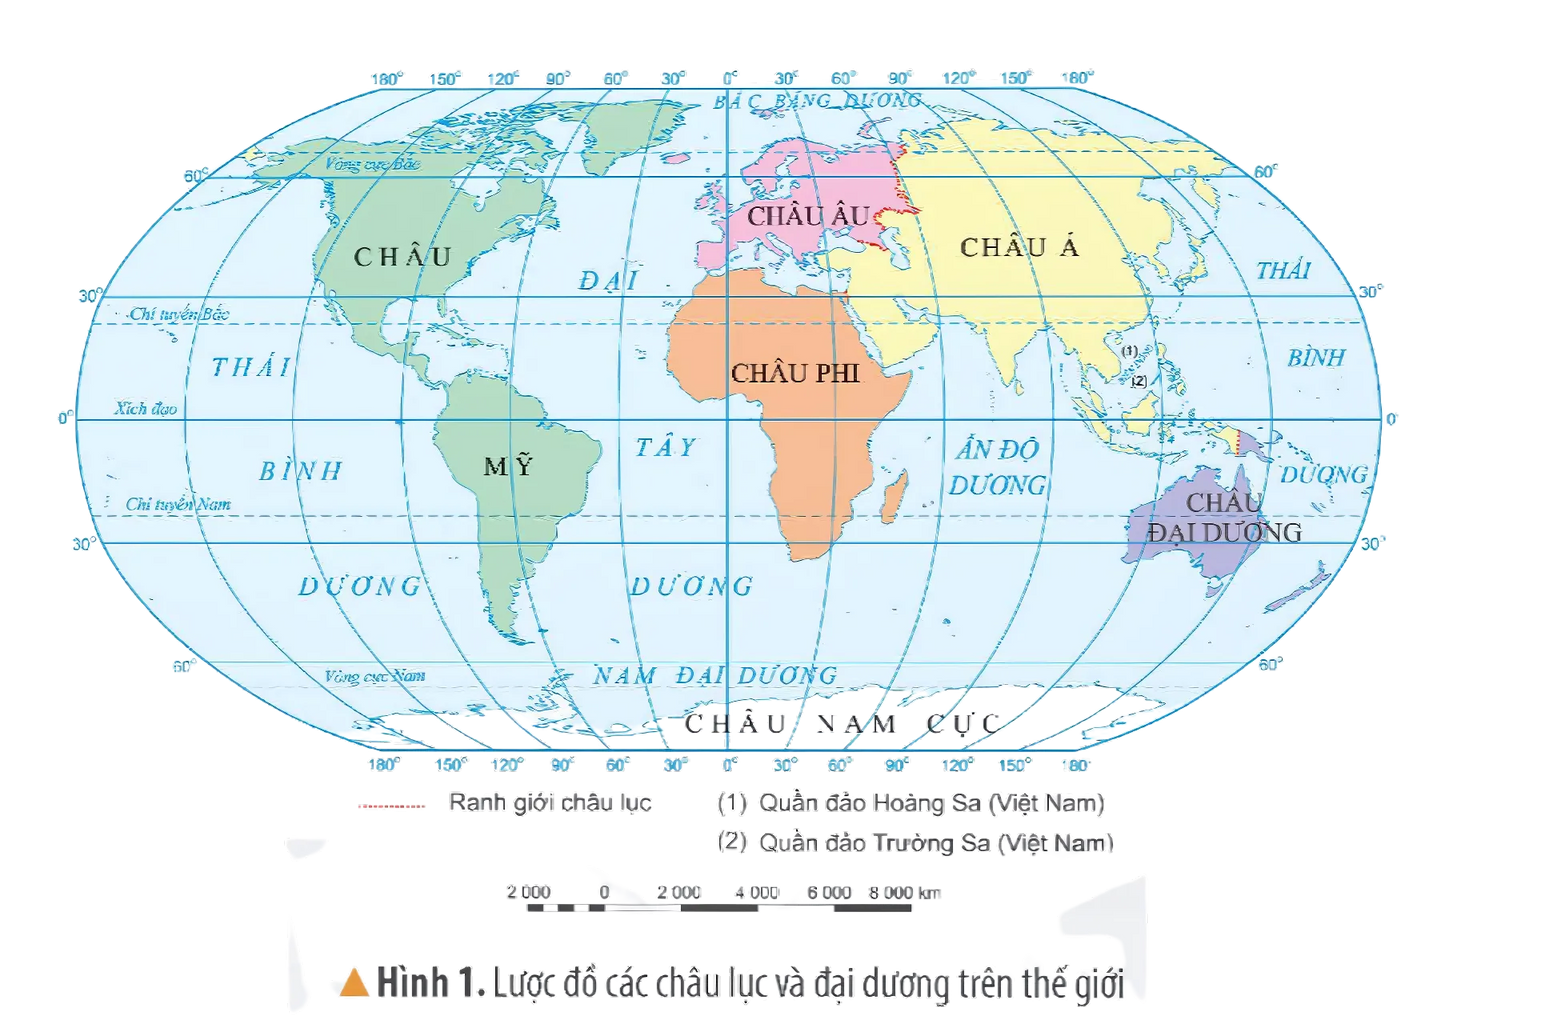 180° 150° 120° 90° 60° 30° 0° 30° 60° 90° 120° 150° 180°
BẮC BĂNG DƯƠNG
Vòng cực Bắc
60° 60°
CHÂU ÂU
CHÂU
CHÂU Á
ĐẠI
THÁI
30° 30°
Chí tuyến Bắc
(1)
THÁI
BÌNH
CHÂU PHI
(2)
Xích đạo
0° 0°
TÂY
ẤN ĐỘ
DƯƠNG
MỸ
BÌNH
DƯƠNG
Chí tuyến Nam
CHÂU
ĐẠI DƯƠNG
30° 30°
DƯƠNG
DƯƠNG
60° 60°
Vòng cực Nam
NAM ĐẠI DƯƠNG
CHÂU NAM CỰC
180° 150° 120° 90° 60° 30° 0° 30° 60° 90° 120° 150° 180°
Ranh giới châu lục
(1) Quần đảo Hoàng Sa (Việt Nam)
(2) Quần đảo Trường Sa (Việt Nam)
2 000 0 2 000 4 000 6 000 8 000 km
Hình 1. Lược đồ các châu lục và đại dương trên thế giới